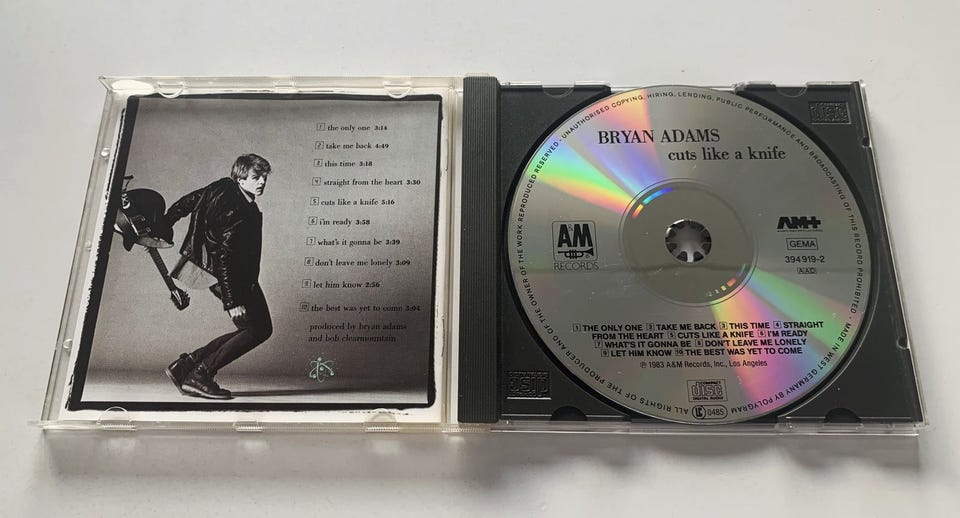 1 the only one 3:14
2 take me back 4:49
3 this time 3:18
4 straight from the heart 3:30
5 cuts like a knife 5:16
6 i'm ready 3:58
7 what's it gonna be 3:39
8 don't leave me lonely 3:09
9 let him know 2:56
10 the best was yet to come 3:04
produced by bryan adams
and bob clearmountain
BRYAN ADAMS
cuts like a knife
A&M
RECORDS
AM+
GEMA
394 919-2
AAD
1 THE ONLY ONE 2 TAKE ME BACK 3 THIS TIME 4 STRAIGHT
FROM THE HEART 5 CUTS LIKE A KNIFE 6 I'M READY
7 WHAT'S IT GONNA BE 8 DON'T LEAVE ME LONELY
9 LET HIM KNOW 10 THE BEST WAS YET TO COME
℗ 1983 A&M Records, Inc., Los Angeles
COMPACT
disc
DIGITAL AUDIO
LC 0485
ALL RIGHTS OF THE PRODUCER AND OF THE OWNER OF THE WORK REPRODUCED RESERVED · UNAUTHORISED COPYING, HIRING, LENDING, PUBLIC PERFORMANCE AND BROADCASTING OF THIS RECORD PROHIBITED · MADE IN WEST GERMANY BY POLYGRAM
disc
disc